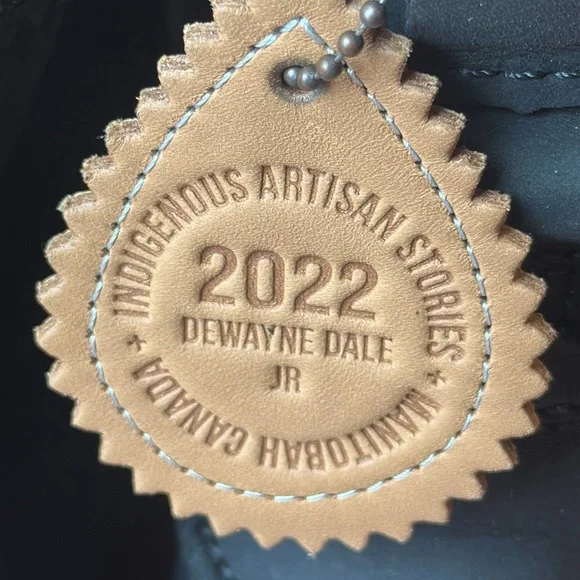 INDIGENOUS ARTISAN STORIES
2022
DEWAYNE DALE
JR
+ MANITOBAH CANADA +